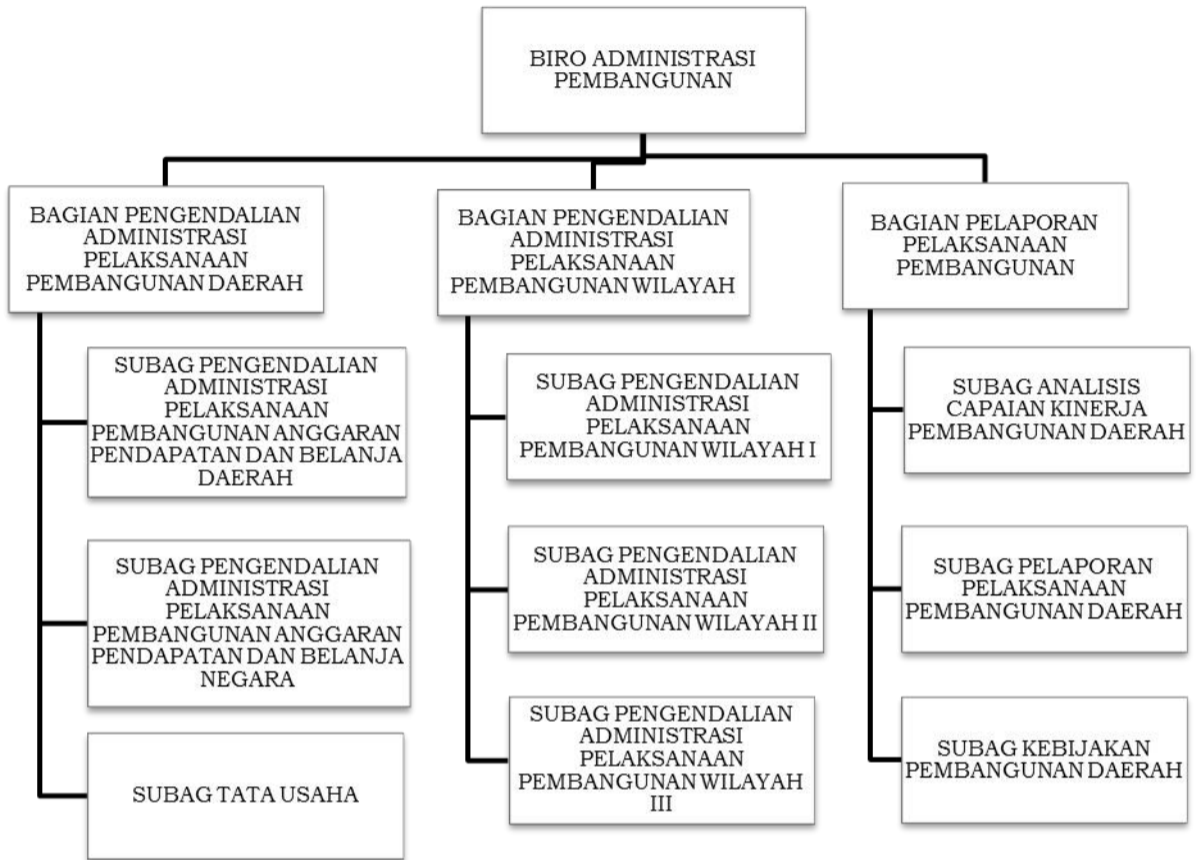 BIRO ADMINISTRASI
PEMBANGUNAN
BAGIAN PENGENDALIAN
ADMINISTRASI
PELAKSANAAN
PEMBANGUNAN DAERAH
SUBAG PENGENDALIAN
ADMINISTRASI
PELAKSANAAN
PEMBANGUNAN ANGGARAN
PENDAPATAN DAN BELANJA
DAERAH
SUBAG PENGENDALIAN
ADMINISTRASI
PELAKSANAAN
PEMBANGUNAN ANGGARAN
PENDAPATAN DAN BELANJA
NEGARA
SUBAG TATA USAHA
BAGIAN PENGENDALIAN
ADMINISTRASI
PELAKSANAAN
PEMBANGUNAN WILAYAH
SUBAG PENGENDALIAN
ADMINISTRASI
PELAKSANAAN
PEMBANGUNAN WILAYAH I
SUBAG PENGENDALIAN
ADMINISTRASI
PELAKSANAAN
PEMBANGUNAN WILAYAH II
SUBAG PENGENDALIAN
ADMINISTRASI
PELAKSANAAN
PEMBANGUNAN WILAYAH
III
BAGIAN PELAPORAN
PELAKSANAAN
PEMBANGUNAN
SUBAG ANALISIS
CAPAIAN KINERJA
PEMBANGUNAN DAERAH
SUBAG PELAPORAN
PELAKSANAAN
PEMBANGUNAN DAERAH
SUBAG KEBIJAKAN
PEMBANGUNAN DAERAH